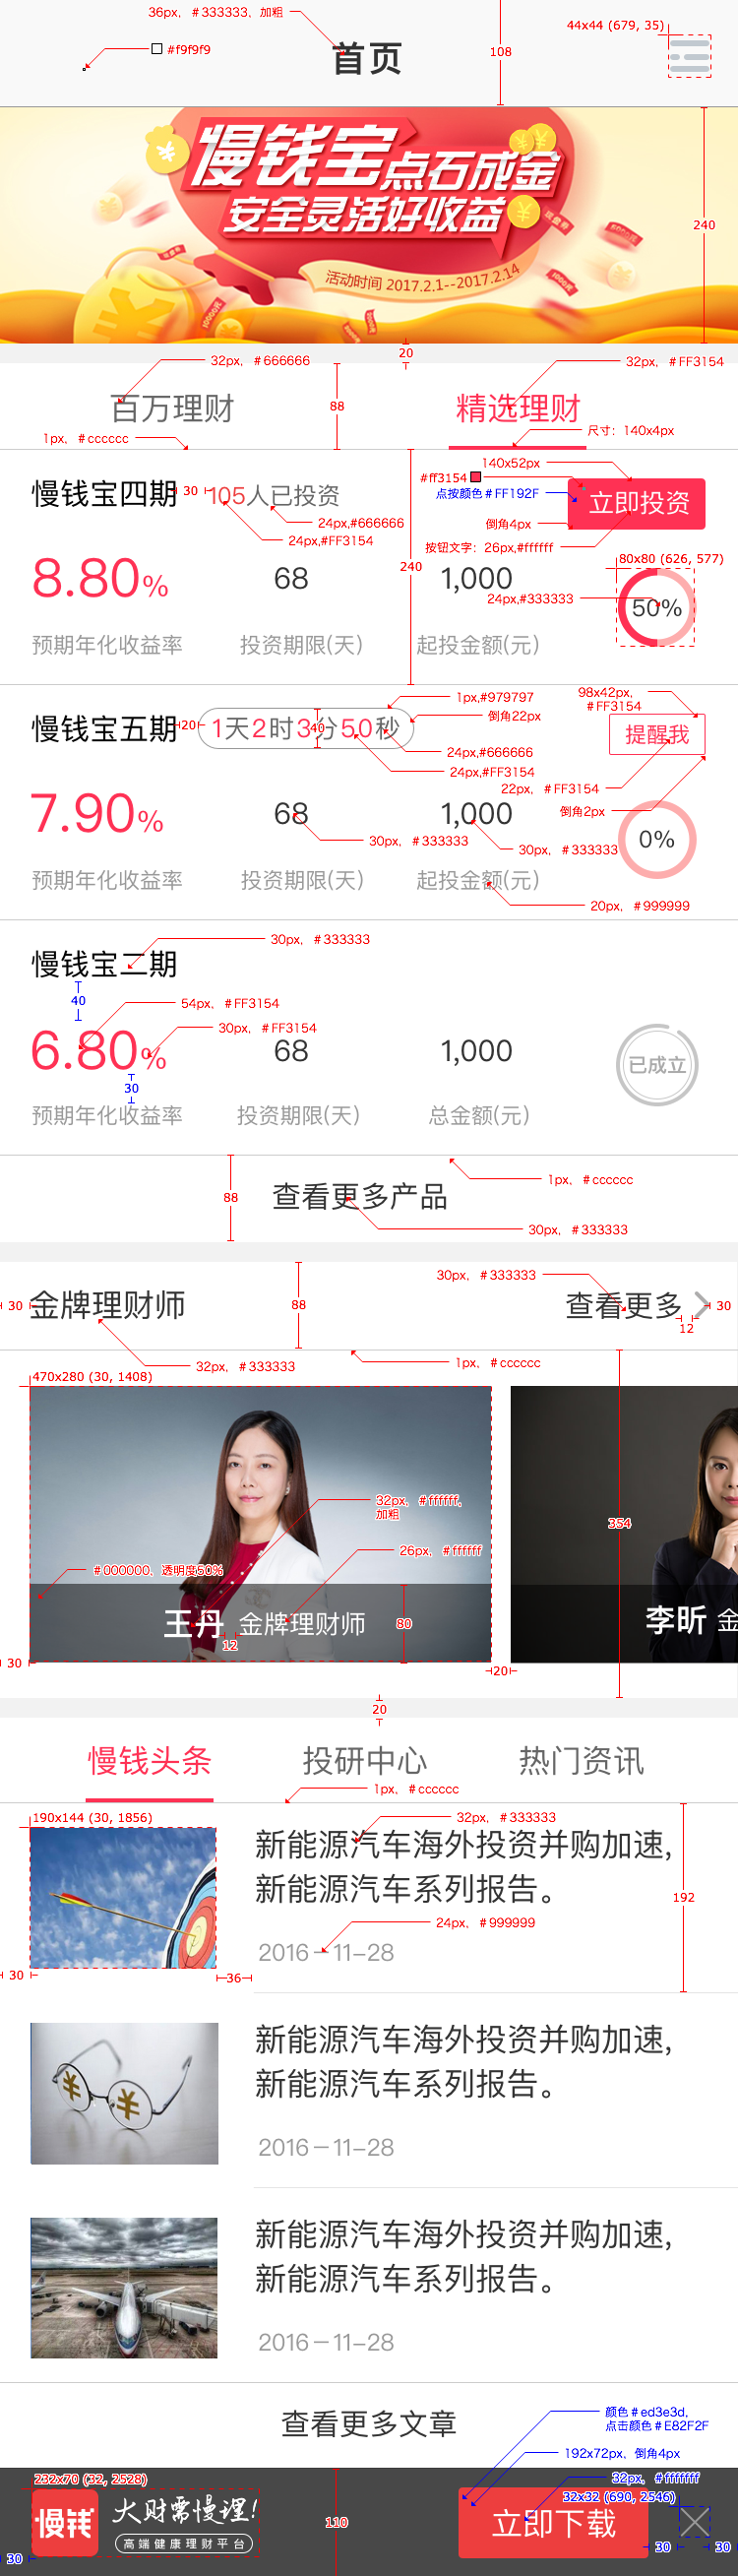 36px，#333333，加粗
44x44 (679, 35)
#f9f9f9
首页
108
慢钱宝点石成金
安全灵活好收益
活动时间 2017.2.1--2017.2.14
240
20
32px，#666666
32px，#FF3154
百万理财
88
精选理财
1px，#cccccc
尺寸：140x4px
140x52px
#ff3154
慢钱宝四期
30
105人已投资
点按颜色#FF192F
立即投资
24px,#666666
倒角4px
24px,#FF3154
按钮文字：26px,#ffffff
80x80 (626, 577)
240
8.80%
68
1,000
24px,#333333
50%
预期年化收益率
投资期限(天)
起投金额(元)
98x42px，
#FF3154
1px,#979797
倒角22px
慢钱宝五期
20
1天2时3分50秒
40
提醒我
24px,#666666
24px,#FF3154
22px，#FF3154
倒角2px
7.90%
68
1,000
0%
30px，#333333
30px，#333333
预期年化收益率
投资期限(天)
起投金额(元)
20px，#999999
30px，#333333
慢钱宝二期
40
54px，#FF3154
30px，#FF3154
6.80%
68
1,000
已成立
30
预期年化收益率
投资期限(天)
总金额(元)
1px，#cccccc
88
查看更多产品
30px，#333333
30px，#333333
30
金牌理财师
88
查看更多
30
12
32px，#333333
1px，#cccccc
470x280 (30, 1408)
32px，#ffffff，
加粗
354
26px，#ffffff
#000000，透明度50%
王丹 金牌理财师
80
李昕 金
12
30
20
20
慢钱头条
投研中心
热门资讯
1px，#cccccc
190x144 (30, 1856)
32px，#333333
新能源汽车海外投资并购加速，
新能源汽车系列报告。
192
24px，#999999
2016-11-28
30
36
新能源汽车海外投资并购加速，
新能源汽车系列报告。
2016-11-28
新能源汽车海外投资并购加速，
新能源汽车系列报告。
2016-11-28
查看更多文章
颜色#ed3e3d，
点击颜色#E82F2F
192x72px，倒角4px
232x70 (32, 2528)
32px，#ffffff
32x32 (690, 2546)
慢钱
大财需慢理!
高端健康理财平台
110
立即下载
30
30
30